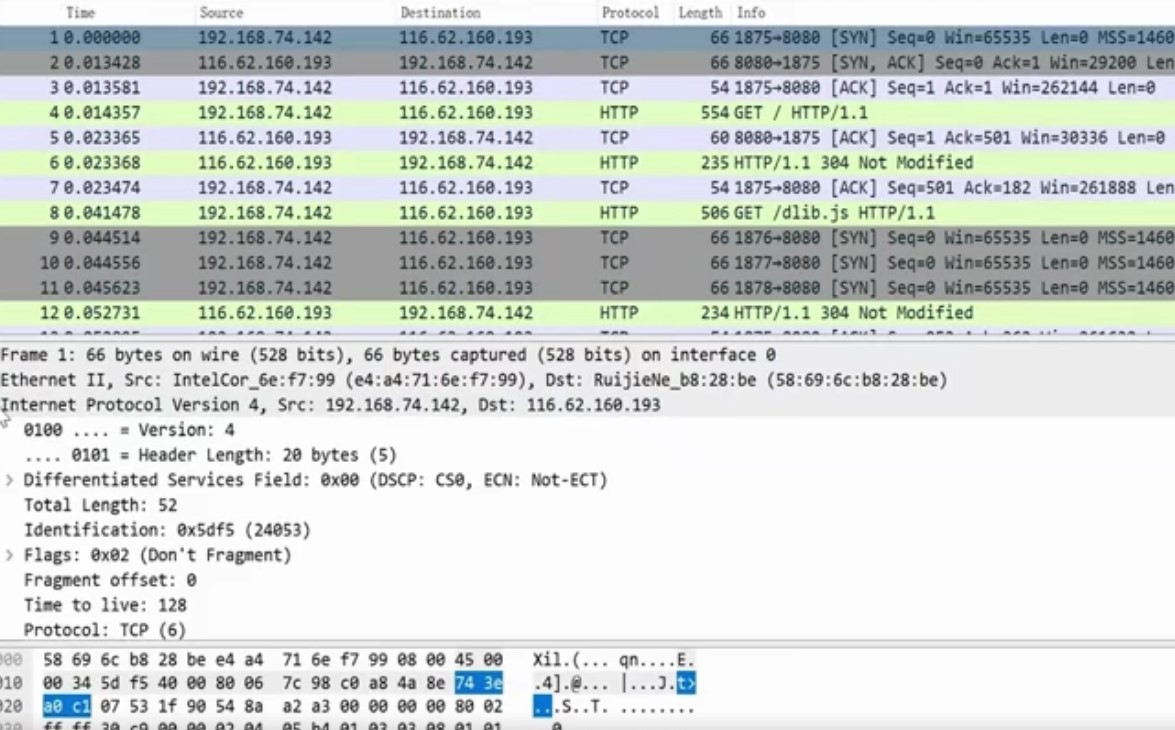 Time Source Destination Protocol Length Info
1 0.000000 192.168.74.142 116.62.160.193 TCP 66 1875→8080 [SYN] Seq=0 Win=65535 Len=0 MSS=1460
2 0.013428 116.62.160.193 192.168.74.142 TCP 66 8080→1875 [SYN, ACK] Seq=0 Ack=1 Win=29200 Len
3 0.013581 192.168.74.142 116.62.160.193 TCP 54 1875→8080 [ACK] Seq=1 Ack=1 Win=262144 Len=0
4 0.014357 192.168.74.142 116.62.160.193 HTTP 554 GET / HTTP/1.1
5 0.023365 116.62.160.193 192.168.74.142 TCP 60 8080→1875 [ACK] Seq=1 Ack=501 Win=30336 Len=0
6 0.023368 116.62.160.193 192.168.74.142 HTTP 235 HTTP/1.1 304 Not Modified
7 0.023474 192.168.74.142 116.62.160.193 TCP 54 1875→8080 [ACK] Seq=501 Ack=182 Win=261888 Len
8 0.041478 192.168.74.142 116.62.160.193 HTTP 506 GET /dlib.js HTTP/1.1
9 0.044514 192.168.74.142 116.62.160.193 TCP 66 1876→8080 [SYN] Seq=0 Win=65535 Len=0 MSS=1460
10 0.044556 192.168.74.142 116.62.160.193 TCP 66 1877→8080 [SYN] Seq=0 Win=65535 Len=0 MSS=1460
11 0.045623 192.168.74.142 116.62.160.193 TCP 66 1878→8080 [SYN] Seq=0 Win=65535 Len=0 MSS=1460
12 0.052731 116.62.160.193 192.168.74.142 HTTP 234 HTTP/1.1 304 Not Modified
Frame 1: 66 bytes on wire (528 bits), 66 bytes captured (528 bits) on interface 0
Ethernet II, Src: IntelCor_6e:f7:99 (e4:a4:71:6e:f7:99), Dst: RuijieNe_b8:28:be (58:69:6c:b8:28:be)
Internet Protocol Version 4, Src: 192.168.74.142, Dst: 116.62.160.193
0100 .... = Version: 4
.... 0101 = Header Length: 20 bytes (5)
Differentiated Services Field: 0x00 (DSCP: CS0, ECN: Not-ECT)
Total Length: 52
Identification: 0x5df5 (24053)
Flags: 0x02 (Don't Fragment)
Fragment offset: 0
Time to live: 128
Protocol: TCP (6)
000 58 69 6c b8 28 be e4 a4 71 6e f7 99 08 00 45 00 Xil.(... qn....E.
010 00 34 5d f5 40 00 80 06 7c 98 c0 a8 4a 8e 74 3e .4].@... |...J.t>
020 a0 c1 07 53 1f 90 54 8a a2 a3 00 00 00 00 80 02 ...S..T. ........